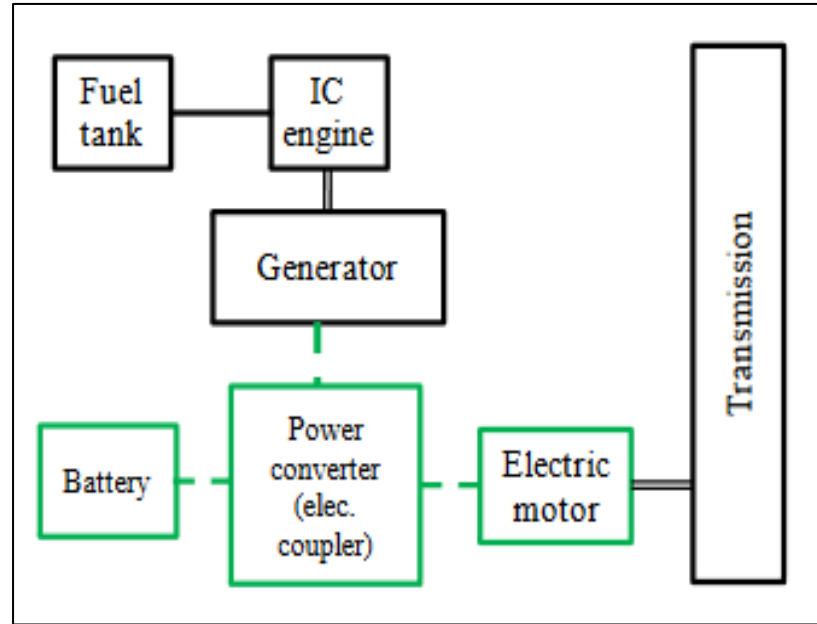 Fuel
tank
IC
engine
Generator
Transmission
Battery
Power
converter
(elec.
coupler)
Electric
motor